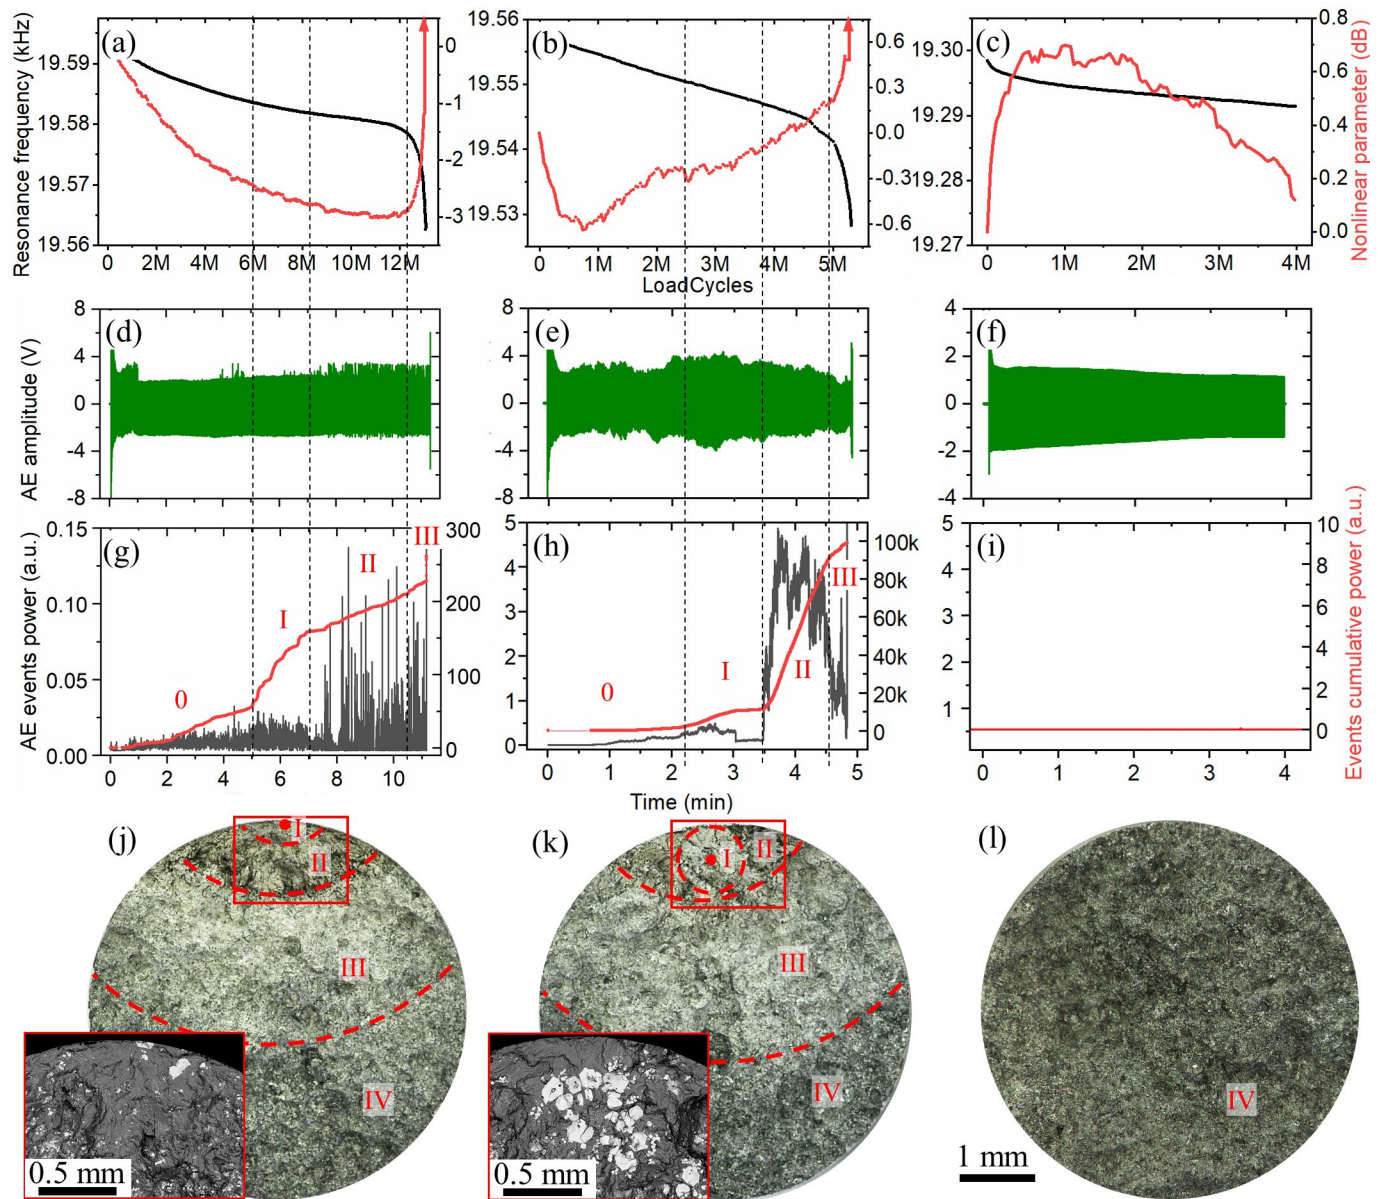 (a)
Resonance frequency (kHz)
19.59
19.58
19.57
19.56
0
-1
-2
-3
0 2M 4M 6M 8M 10M 12M
(b)
19.56
19.55
19.54
19.53
0.6
0.3
0.0
-0.3
-0.6
0 1M 2M 3M 4M 5M
LoadCycles
(c)
19.30
19.29
19.28
19.27
0.8
0.6
0.4
0.2
0.0
Nonlinear parameter (dB)
0 1M 2M 3M 4M
(d)
AE amplitude (V)
8
4
0
-4
-8
(e)
8
4
0
-4
-8
(f)
4
2
0
-2
-4
(g)
AE events power (a.u.)
0.15
0.10
0.05
0.00
300
200
100
0
0
I
II
III
0 2 4 6 8 10
(h)
5
4
3
2
1
0
100k
80k
60k
40k
20k
0
0
I
II
III
0 1 2 3 4 5
Time (min)
(i)
5
4
3
2
1
10
8
6
4
2
0
Events cumulative power (a.u.)
0 1 2 3 4
(j)
I
II
III
IV
0.5 mm
(k)
I
II
III
IV
0.5 mm
(l)
IV
1 mm